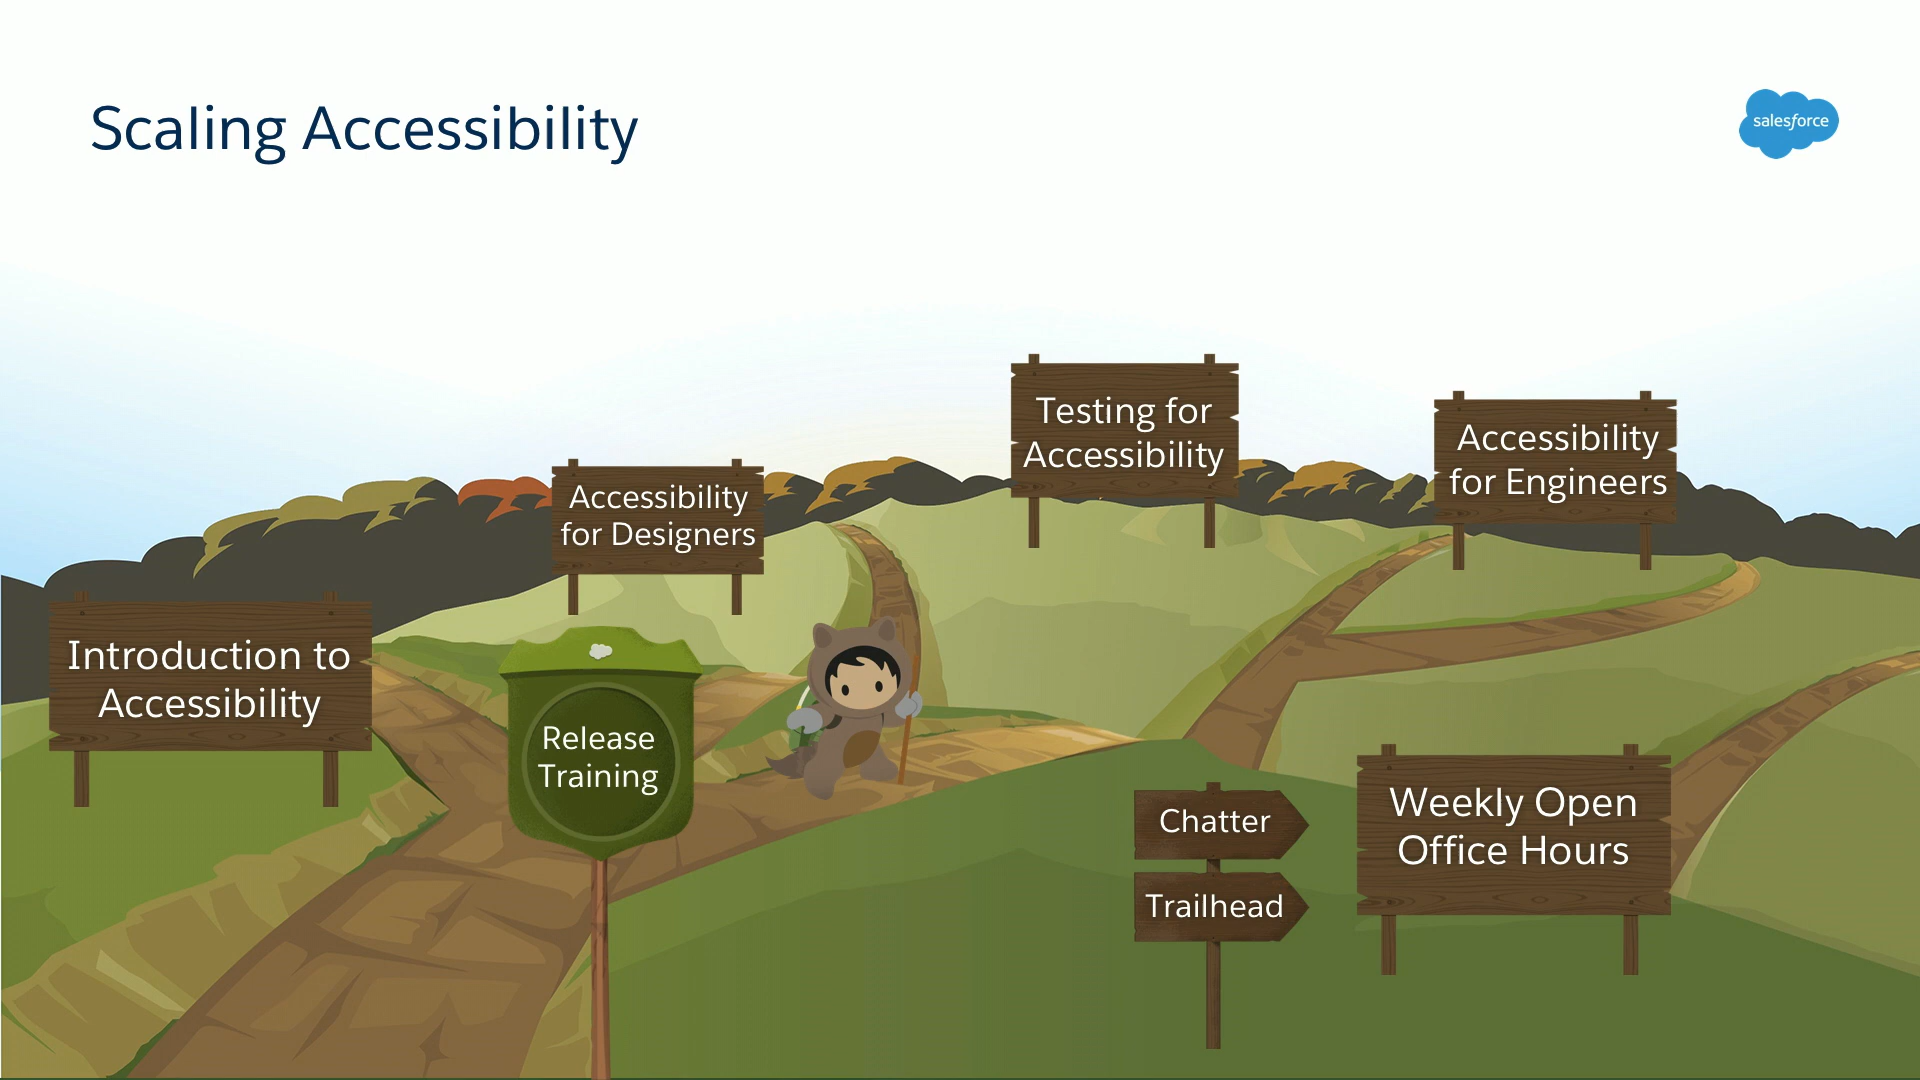 Scaling Accessibility
salesforce
Testing for
Accessibility
Accessibility
for Engineers
Accessibility
for Designers
Introduction to
Accessibility
Release
Training
Chatter
Trailhead
Weekly Open
Office Hours